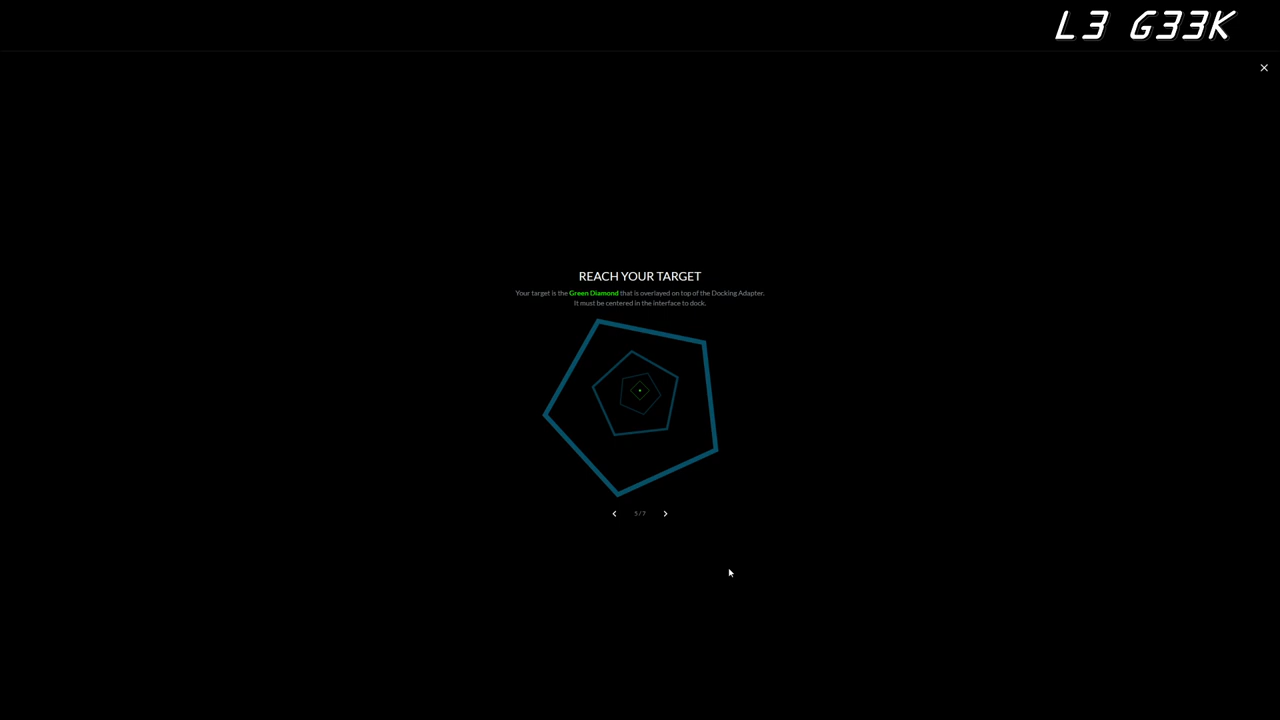 L3 G33K
REACH YOUR TARGET
Your target is the Green Diamond that is overlayed on top of the Docking Adapter.
It must be centered in the interface to dock.
5 / 7